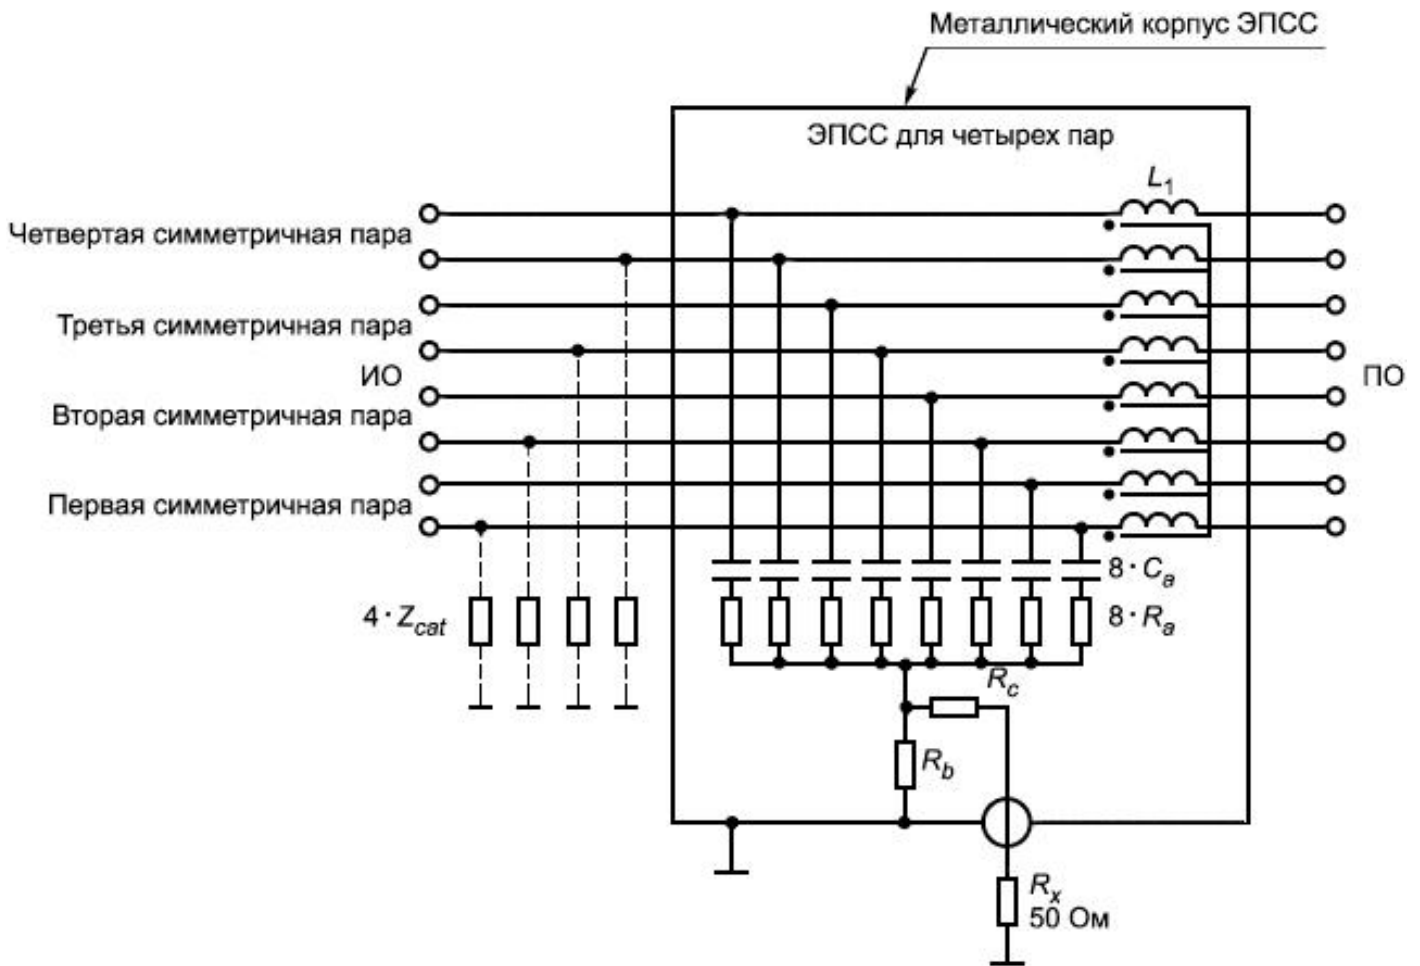 Металлический корпус ЭПСС
ЭПСС для четырех пар
L1
Четвертая симметричная пара
Третья симметричная пара
ИО
ПО
Вторая симметричная пара
Первая симметричная пара
8 · Ca
4 · Zcat
8 · Ra
Rc
Rb
Rx
50 Ом